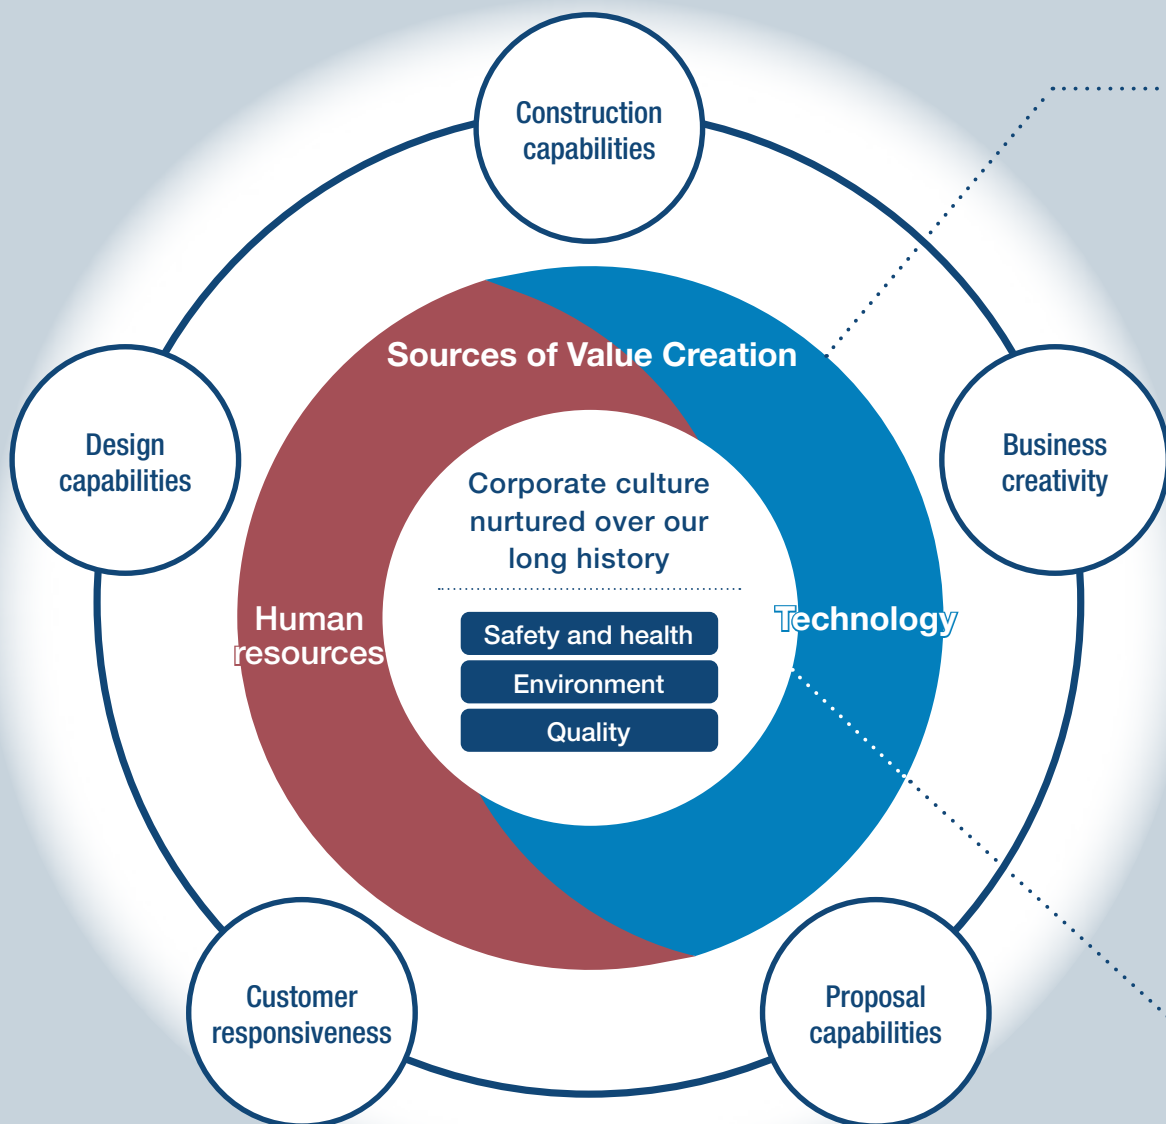 Construction
capabilities
Sources of Value Creation
Design
capabilities
Business
creativity
Corporate culture
nurtured over our
long history
Human
resources
Technology
Safety and health
Environment
Quality
Customer
responsiveness
Proposal
capabilities